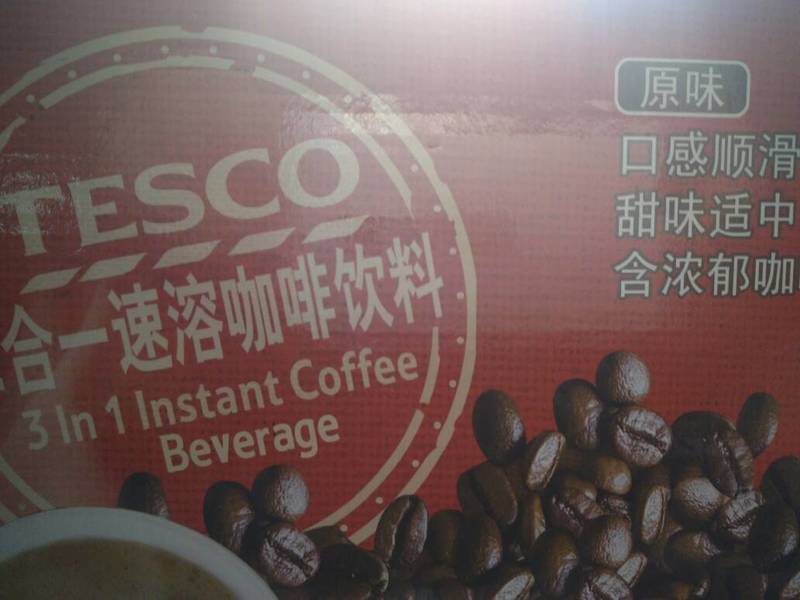 TESCO
合一速溶咖啡饮料
3 In 1 Instant Coffee
Beverage
原味
口感顺滑
甜味适中
含浓郁咖